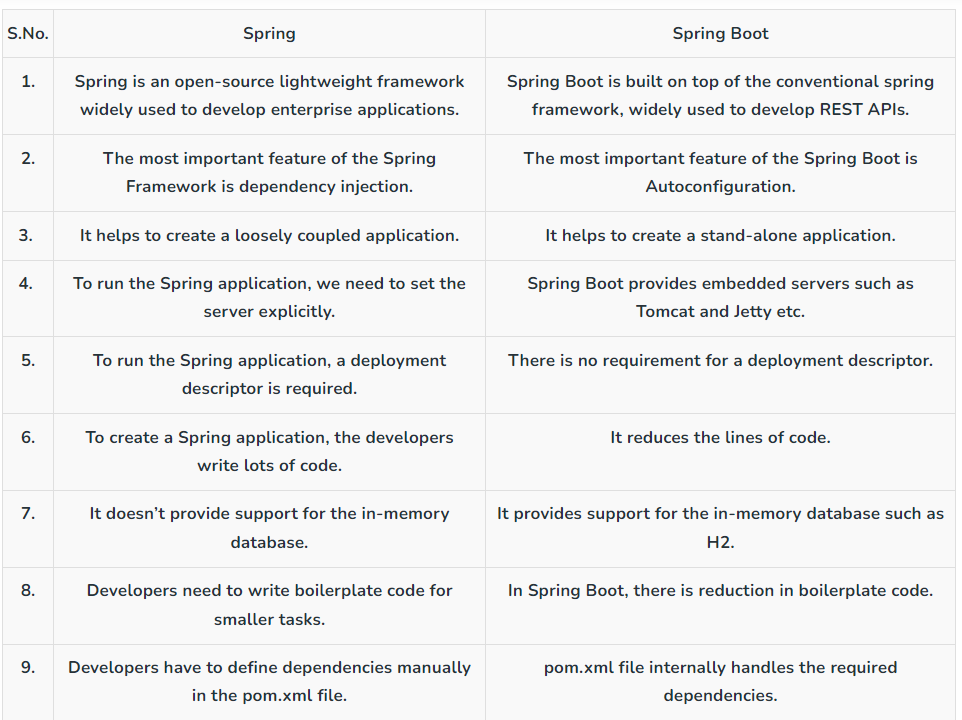 S.No. Spring Spring Boot
1. Spring is an open-source lightweight framework Spring Boot is built on top of the conventional spring
widely used to develop enterprise applications. framework, widely used to develop REST APIs.
2. The most important feature of the Spring The most important feature of the Spring Boot is
Framework is dependency injection. Autoconfiguration.
3. It helps to create a loosely coupled application. It helps to create a stand-alone application.
4. To run the Spring application, we need to set the Spring Boot provides embedded servers such as
server explicitly. Tomcat and Jetty etc.
5. To run the Spring application, a deployment There is no requirement for a deployment descriptor.
descriptor is required.
6. To create a Spring application, the developers It reduces the lines of code.
write lots of code.
7. It doesn’t provide support for the in-memory It provides support for the in-memory database such as
database. H2.
8. Developers need to write boilerplate code for In Spring Boot, there is reduction in boilerplate code.
smaller tasks.
9. Developers have to define dependencies manually pom.xml file internally handles the required
in the pom.xml file. dependencies.